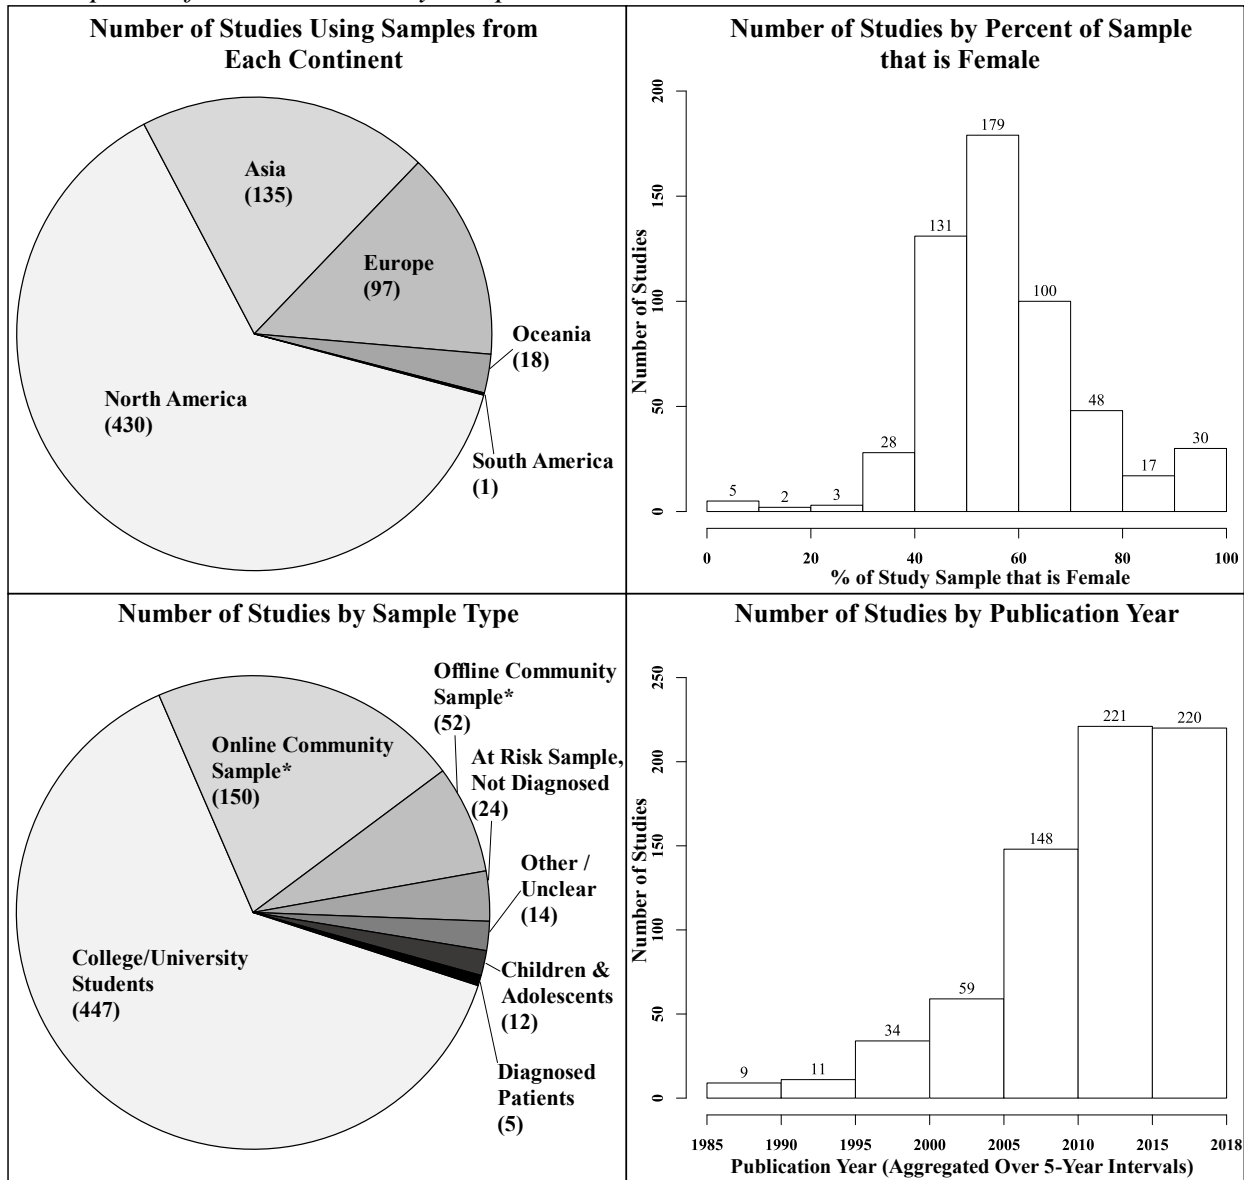 Number of Studies Using Samples from
Each Continent
Asia
(135)
Europe
(97)
Oceania
(18)
North America
(430)
South America
(1)
Number of Studies by Percent of Sample
that is Female
Number of Studies
200
150
100
50
0
5
2
3
28
131
179
100
48
17
30
0 20 40 60 80 100
% of Study Sample that is Female
Number of Studies by Sample Type
Offline Community
Sample*
(52)
Online Community
Sample*
(150)
At Risk Sample,
Not Diagnosed
(24)
Other /
Unclear
(14)
College/University
Students
(447)
Children &
Adolescents
(12)
Diagnosed
Patients
(5)
Number of Studies by Publication Year
Number of Studies
250
200
150
100
50
0
9
11
34
59
148
221
220
1985 1990 1995 2000 2005 2010 2015 2018
Publication Year (Aggregated Over 5-Year Intervals)